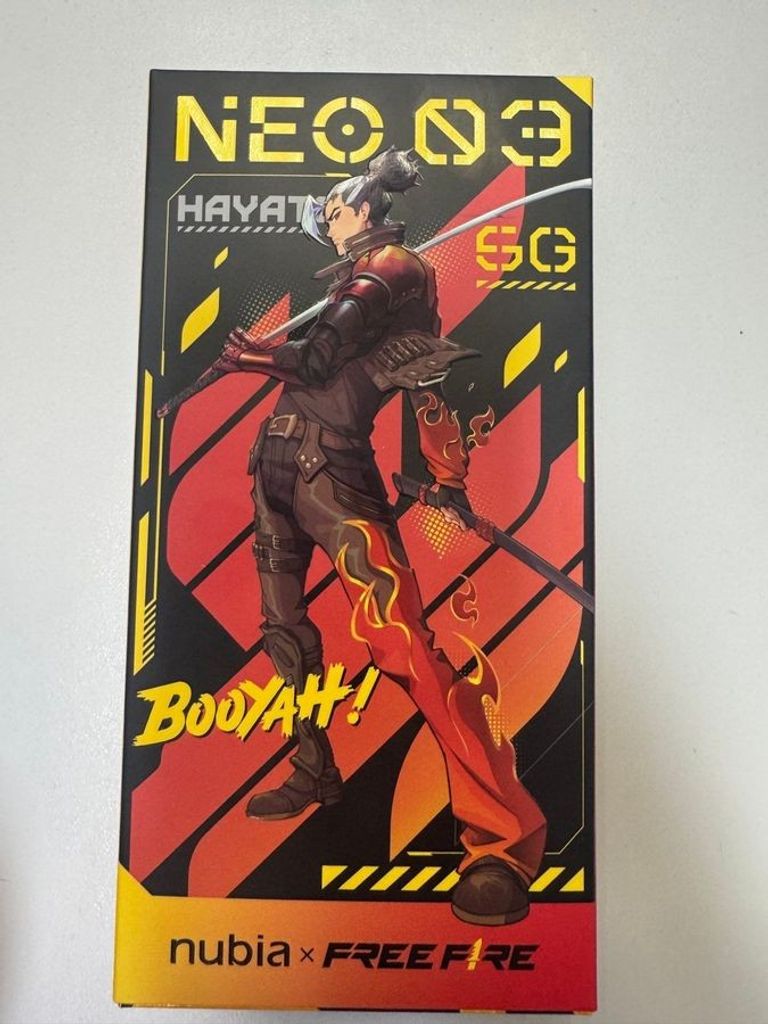 NEO 03
HAYAT
5G
BOOYAH!
nubia × FREE FIRE